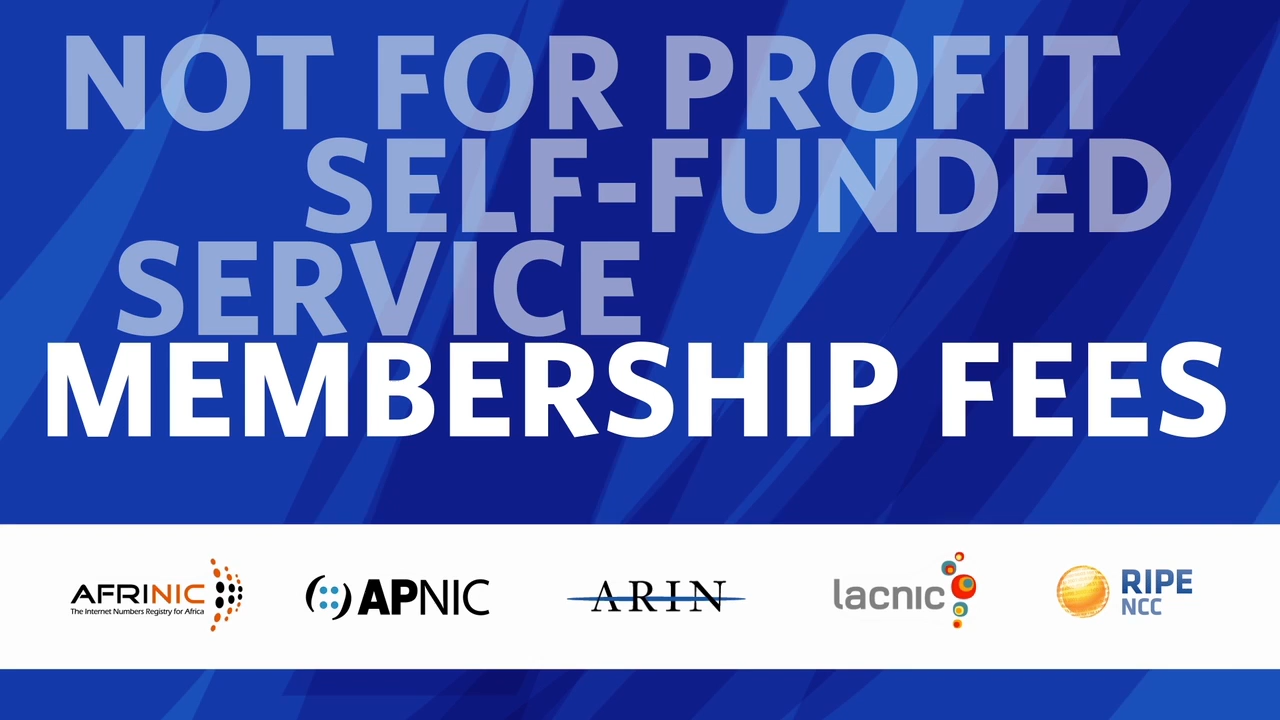 NOT FOR PROFIT
SELF-FUNDED
SERVICE
MEMBERSHIP FEES
AFRINIC
The Internet Numbers Registry for Africa
APNIC
ARIN
lacnic
RIPE
NCC